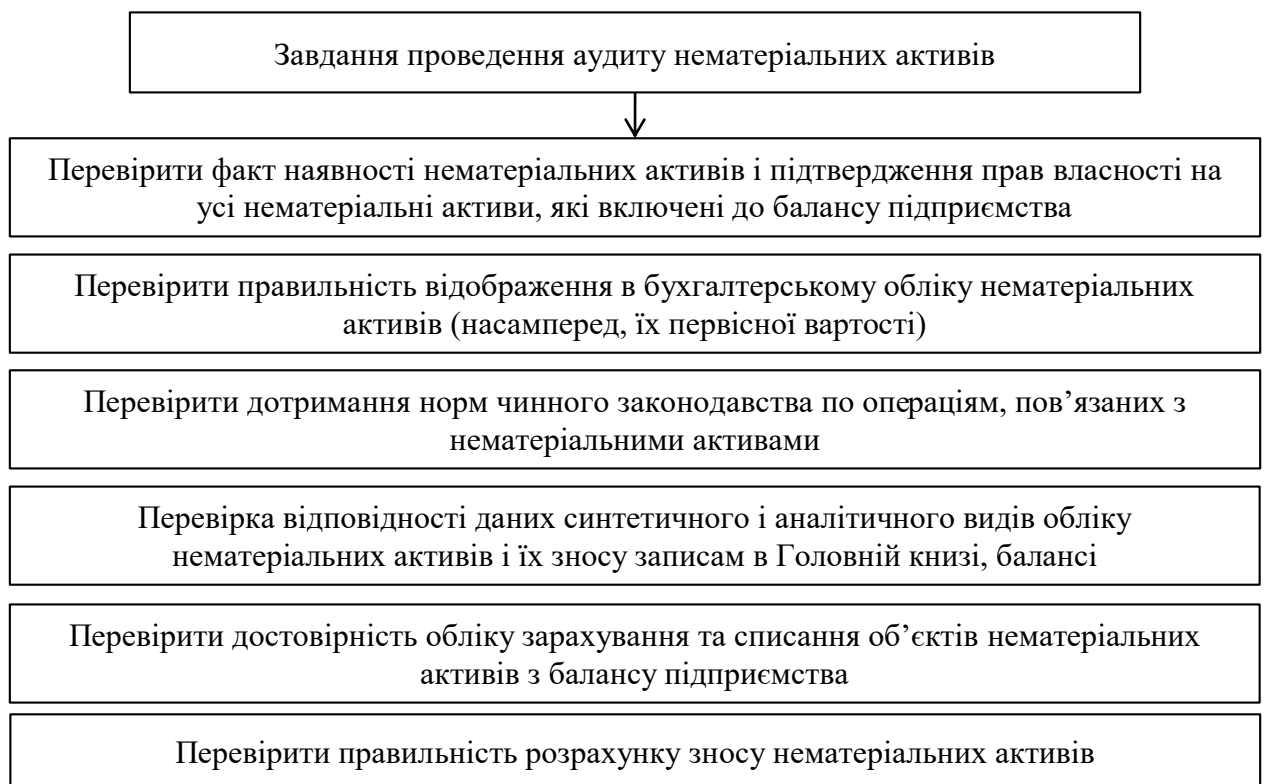 Завдання проведення аудиту нематеріальних активів
Перевірити факт наявності нематеріальних активів і підтвердження прав власності на
усі нематеріальні активи, які включені до балансу підприємства
Перевірити правильність відображення в бухгалтерському обліку нематеріальних
активів (насамперед, їх первісної вартості)
Перевірити дотримання норм чинного законодавства по операціям, пов’язаних з
нематеріальними активами
Перевірка відповідності даних синтетичного і аналітичного видів обліку
нематеріальних активів і їх зносу записам в Головній книзі, балансі
Перевірити достовірність обліку зарахування та списання об’єктів нематеріальних
активів з балансу підприємства
Перевірити правильність розрахунку зносу нематеріальних активів